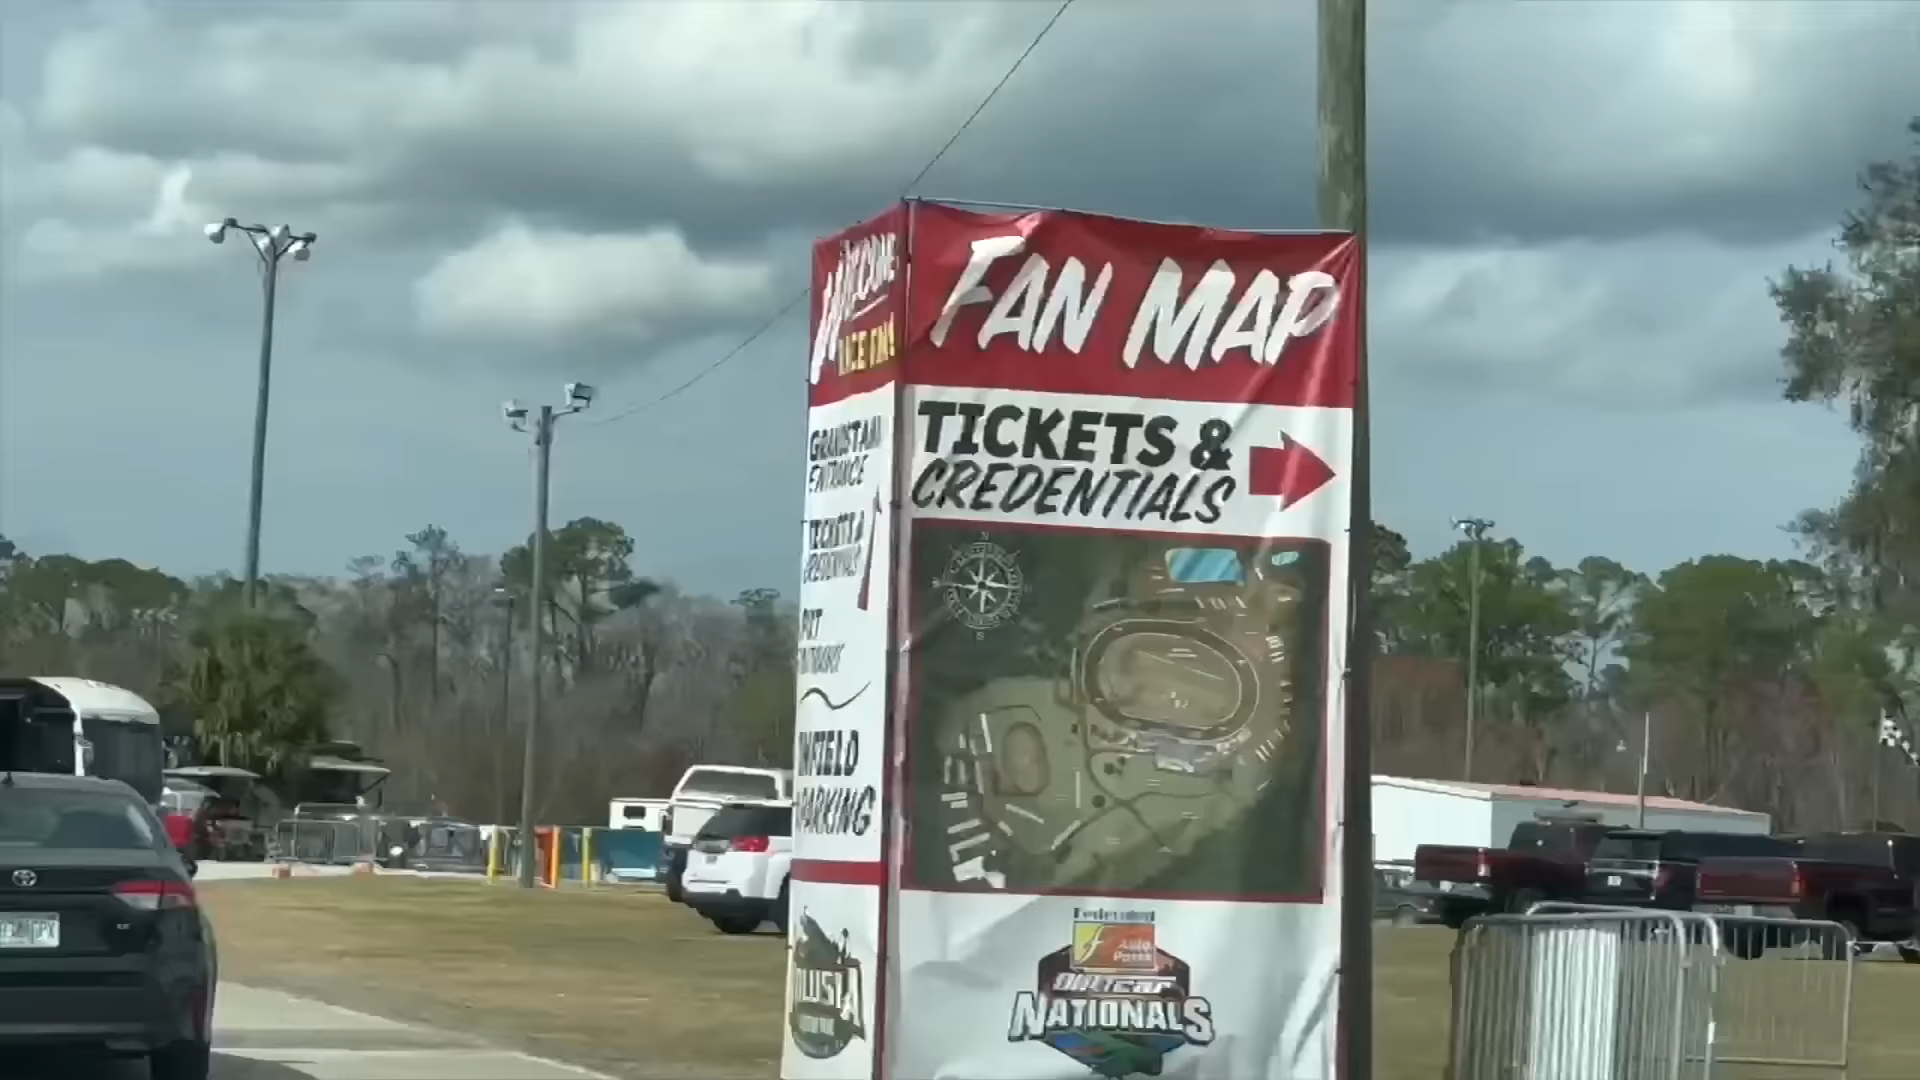 WELCOME
RACE FAN!
GRANDSTAND
ENTRANCE
TICKETS &
CREDENTIALS
PIT
ENTRANCE
INFIELD
PARKING
VOLUSIA
FAN MAP
TICKETS &
CREDENTIALS
N
S
Federated
Auto
Parts
DIRTcar
NATIONALS